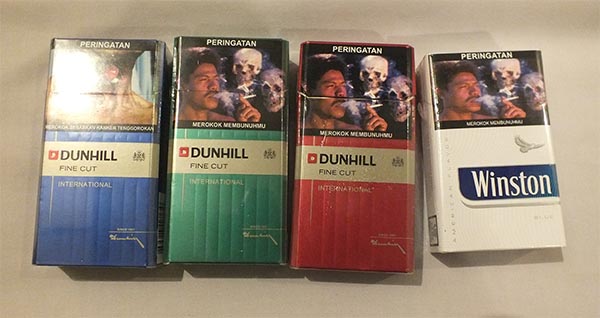 PERINGATAN
MEROKOK SEBABKAN KANKER TENGGOROKAN
DUNHILL
FINE CUT
INTERNATIONAL
PERINGATAN
MEROKOK MEMBUNUHMU
DUNHILL
FINE CUT
INTERNATIONAL
PERINGATAN
MEROKOK MEMBUNUHMU
DUNHILL
FINE CUT
INTERNATIONAL
PERINGATAN
MEROKOK MEMBUNUHMU
Winston
BLUE